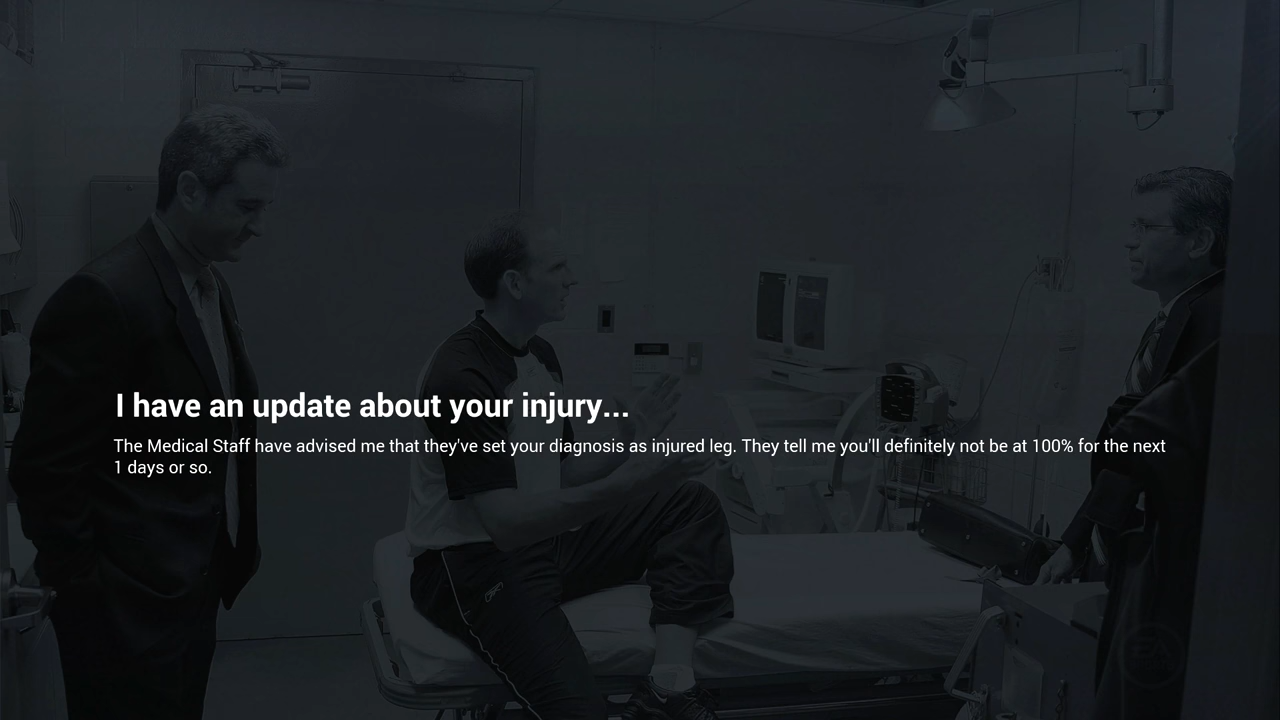 I have an update about your injury...
The Medical Staff have advised me that they've set your diagnosis as injured leg. They tell me you'll definitely not be at 100% for the next
1 days or so.
EA